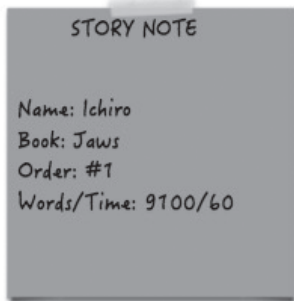 STORY NOTE
Name: Ichiro
Book: Jaws
Order: #1
Words/Time: 9100/60